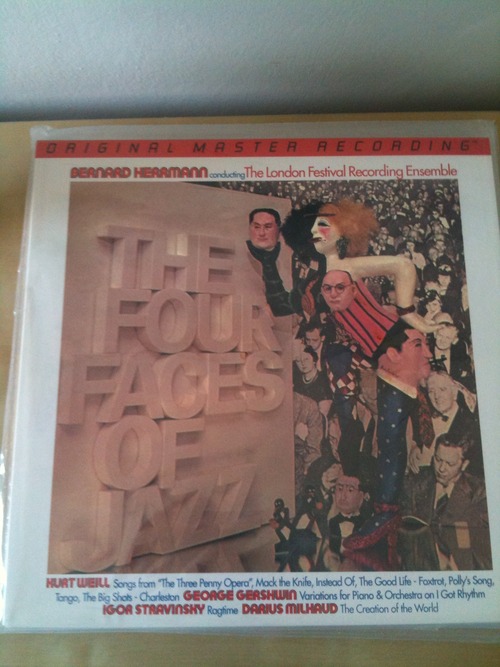 ORIGINAL MASTER RECORDING™
BERNARD HERRMANN conducting The London Festival Recording Ensemble
THE
FOUR
FACES
OF
JAZZ
KURT WEILL Songs from "The Three Penny Opera", Mack the Knife, Instead Of, The Good Life - Foxtrot, Polly's Song,
Tango, The Big Shots - Charleston GEORGE GERSHWIN Variations for Piano & Orchestra on I Got Rhythm
IGOR STRAVINSKY Ragtime DARIUS MILHAUD The Creation of the World